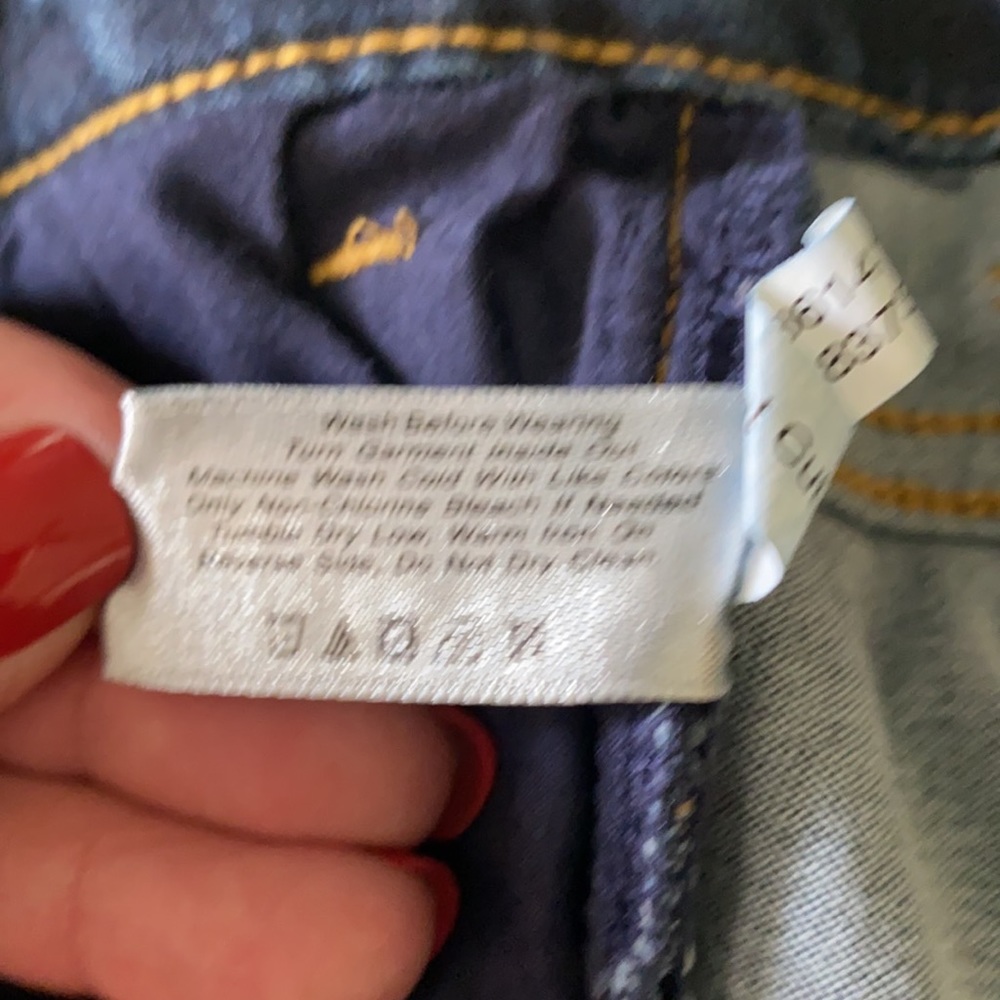 Wash Before Wearing
Turn Garment Inside Out
Machine Wash Cold With Like Colors
Only Non-Chlorine Bleach If Needed
Tumble Dry Low, Warm Iron On
Reverse Side, Do Not Dry Clean